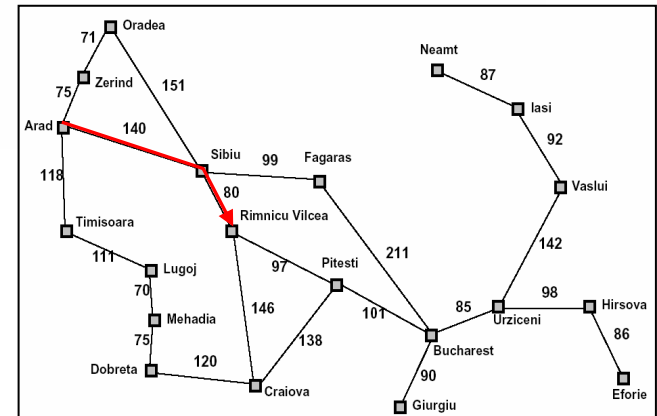 Oradea
71
Neamt
87
Zerind
75
151
Iasi
Arad
140
92
Sibiu
99
Fagaras
118
80
Vaslui
Timisoara
Rimnicu Vilcea
142
111
211
Lugoj
97
Pitesti
70
98
Hirsova
146
85
101
Urziceni
Mehadia
86
75
138
Bucharest
120
Dobreta
90
Eforie
Craiova
Giurgiu